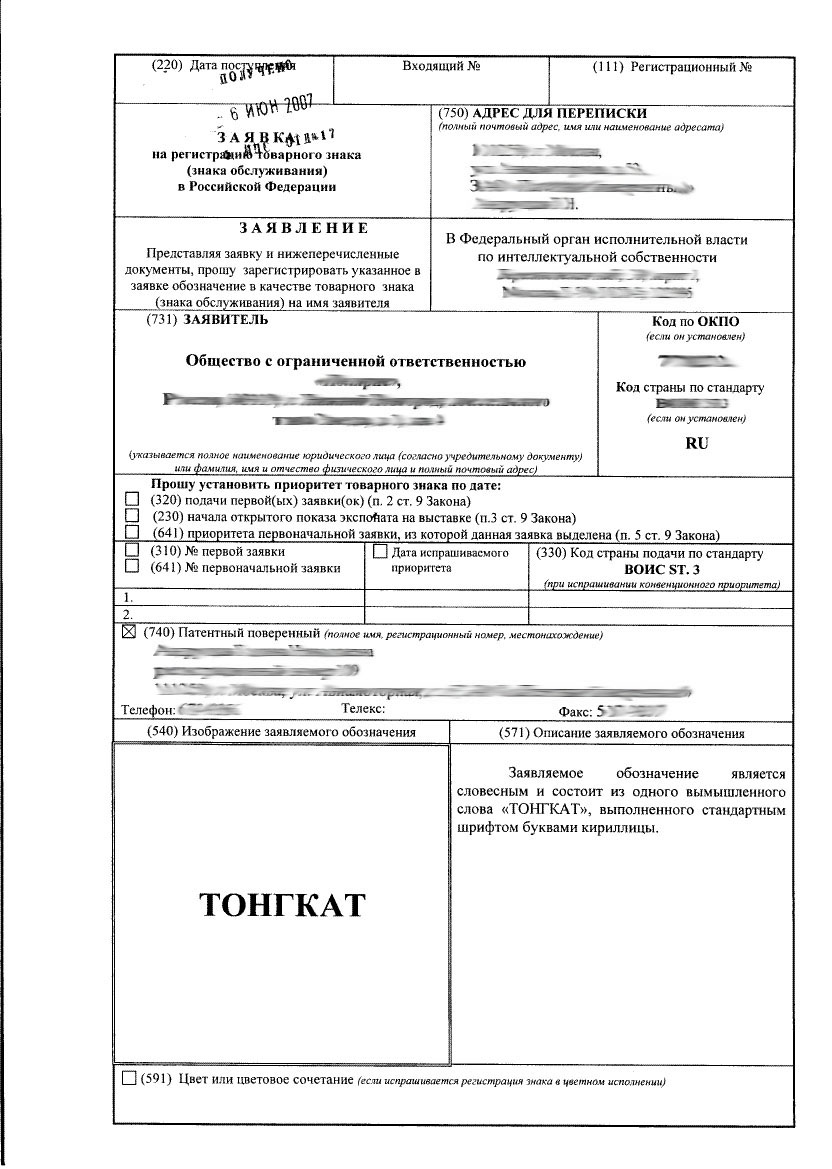 (220) Дата поступления
Входящий №
(111) Регистрационный №
ПОЛУЧЕНО
6 ИЮН 2007
ЗАЯВКА
на регистрацию товарного знака
(знака обслуживания)
в Российской Федерации
(750) АДРЕС ДЛЯ ПЕРЕПИСКИ
(полный почтовый адрес, имя или наименование адресата)
ЗАЯВЛЕНИЕ
Представляя заявку и нижеперечисленные
документы, прошу зарегистрировать указанное в
заявке обозначение в качестве товарного знака
(знака обслуживания) на имя заявителя
В Федеральный орган исполнительной власти
по интеллектуальной собственности
(731) ЗАЯВИТЕЛЬ
Общество с ограниченной ответственностью
(указывается полное наименование юридического лица (согласно учредительному документу)
или фамилия, имя и отчество физического лица и полный почтовый адрес)
Код по ОКПО
(если он установлен)
Код страны по стандарту
(если он установлен)
RU
Прошу установить приоритет товарного знака по дате:
(320) подачи первой(ых) заявки(ок) (п. 2 ст. 9 Закона)
(230) начала открытого показа экспоната на выставке (п.3 ст. 9 Закона)
(641) приоритета первоначальной заявки, из которой данная заявка выделена (п. 5 ст. 9 Закона)
(310) № первой заявки
(641) № первоначальной заявки
Дата испрашиваемого
приоритета
(330) Код страны подачи по стандарту
ВОИС ST. 3
(при испрашивании конвенционного приоритета)
1.
2.
(740) Патентный поверенный (полное имя, регистрационный номер, местонахождение)
Телефон:
Телекс:
Факс: 5
(540) Изображение заявляемого обозначения
(571) Описание заявляемого обозначения
ТОНГКАТ
Заявляемое обозначение является
словесным и состоит из одного вымышленного
слова «ТОНГКАТ», выполненного стандартным
шрифтом буквами кириллицы.
(591) Цвет или цветовое сочетание (если испрашивается регистрация знака в цветном исполнении)